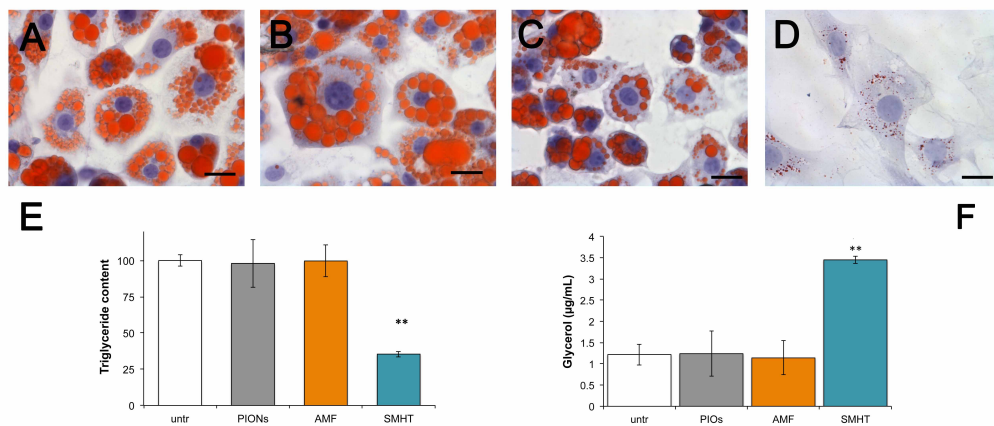 A
B
C
D
E
F
Triglyceride content
100
75
50
25
0
**
untr
PIONs
AMF
SMHT
Glycerol (µg/mL)
4
3.5
3
2.5
2
1.5
1
0.5
0
**
untr
PIOs
AMF
SMHT